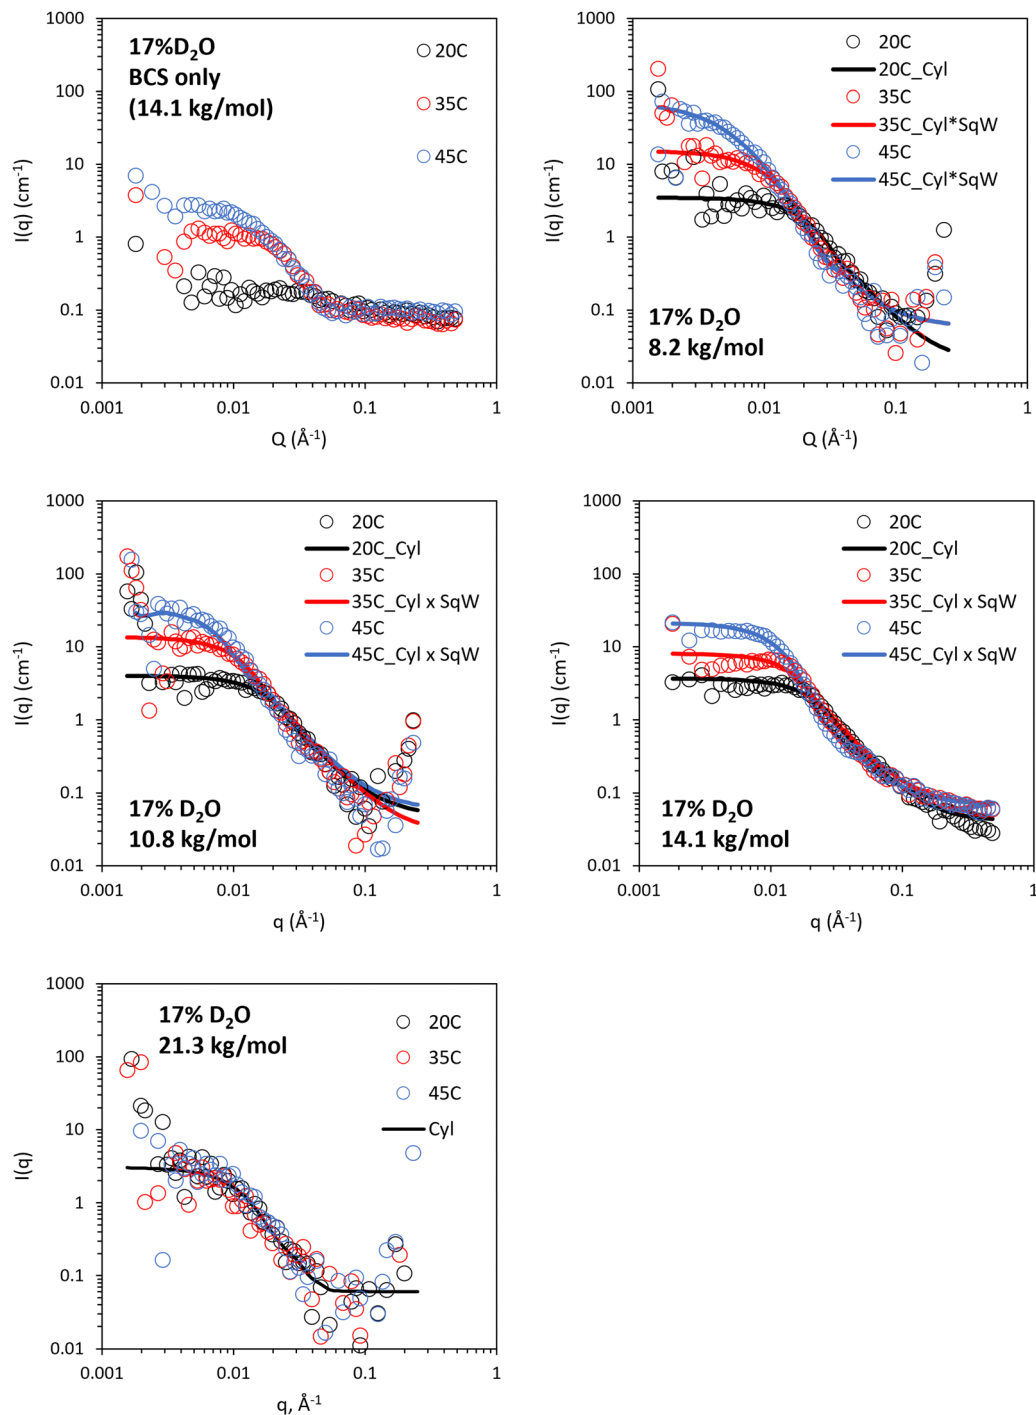 1000
100
10
1
0.1
0.01
0.001
0.01
0.1
1
I(q) (cm⁻¹)
Q (Å⁻¹)
17%D₂O
BCS only
(14.1 kg/mol)
20C
35C
45C
1000
100
10
1
0.1
0.01
0.001
0.01
0.1
1
I(q) (cm⁻¹)
Q (Å⁻¹)
20C
20C_Cyl
35C
35C_Cyl*SqW
45C
45C_Cyl*SqW
17% D₂O
8.2 kg/mol
1000
100
10
1
0.1
0.01
0.001
0.01
0.1
1
I(q) (cm⁻¹)
q (Å⁻¹)
20C
20C_Cyl
35C
35C_Cyl x SqW
45C
45C_Cyl x SqW
17% D₂O
10.8 kg/mol
1000
100
10
1
0.1
0.01
0.001
0.01
0.1
1
I(q) (cm⁻¹)
q (Å⁻¹)
20C
20C_Cyl
35C
35C_Cyl x SqW
45C
45C_Cyl x SqW
17% D₂O
14.1 kg/mol
1000
100
10
1
0.1
0.01
0.001
0.01
0.1
1
I(q)
q, Å⁻¹
17% D₂O
21.3 kg/mol
20C
35C
45C
Cyl